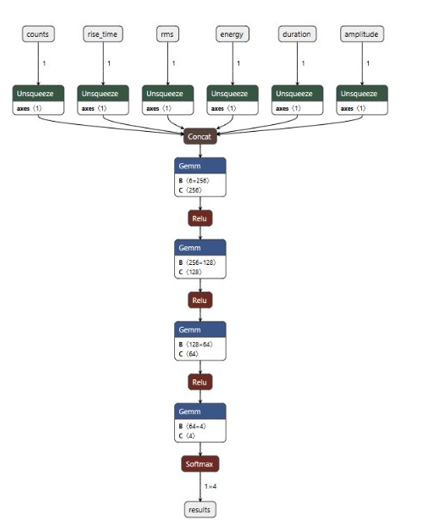 counts rise_time rms energy duration amplitude
1 1 1 1 1 1
Unsqueeze Unsqueeze Unsqueeze Unsqueeze Unsqueeze Unsqueeze
axes ⟨1⟩ axes ⟨1⟩ axes ⟨1⟩ axes ⟨1⟩ axes ⟨1⟩ axes ⟨1⟩
Concat
Gemm
B ⟨6×256⟩
C ⟨256⟩
Relu
Gemm
B ⟨256×128⟩
C ⟨128⟩
Relu
Gemm
B ⟨128×64⟩
C ⟨64⟩
Relu
Gemm
B ⟨64×4⟩
C ⟨4⟩
Softmax
1×4
results